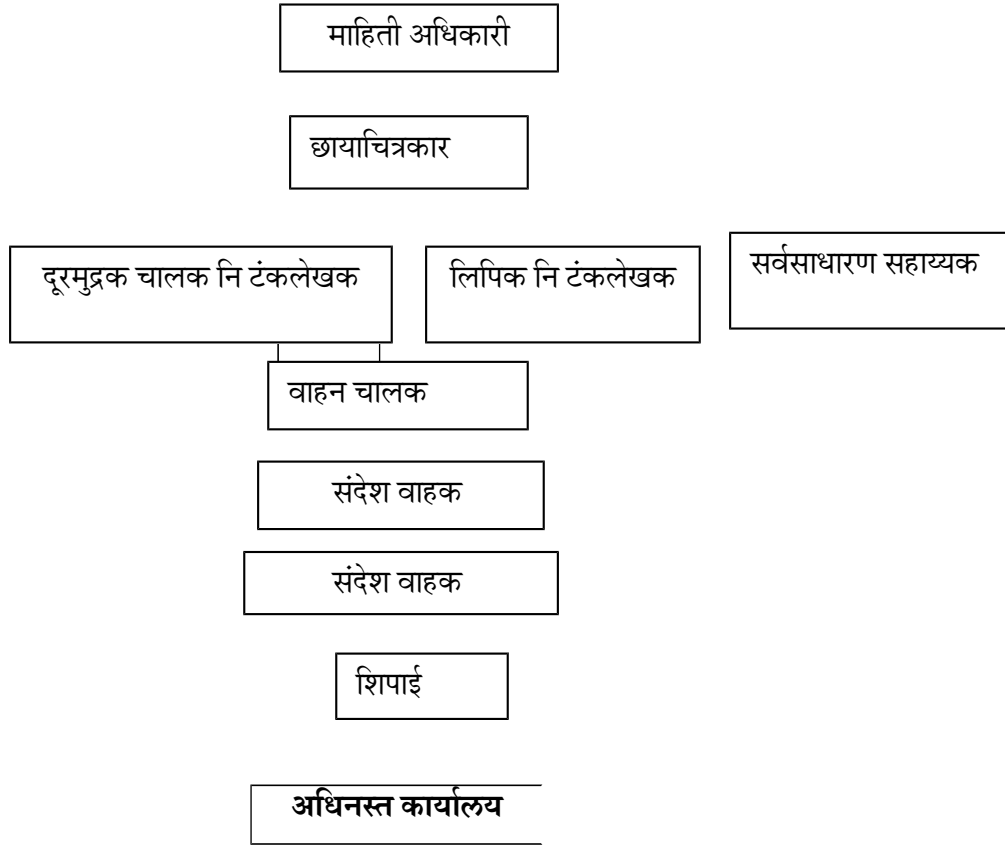 माहिती अधिकारी
छायाचित्रकार
दूरमुद्रक चालक नि टंकलेखक
लिपिक नि टंकलेखक
सर्वसाधारण सहाय्यक
वाहन चालक
संदेश वाहक
संदेश वाहक
शिपाई
अधिनस्त कार्यालय